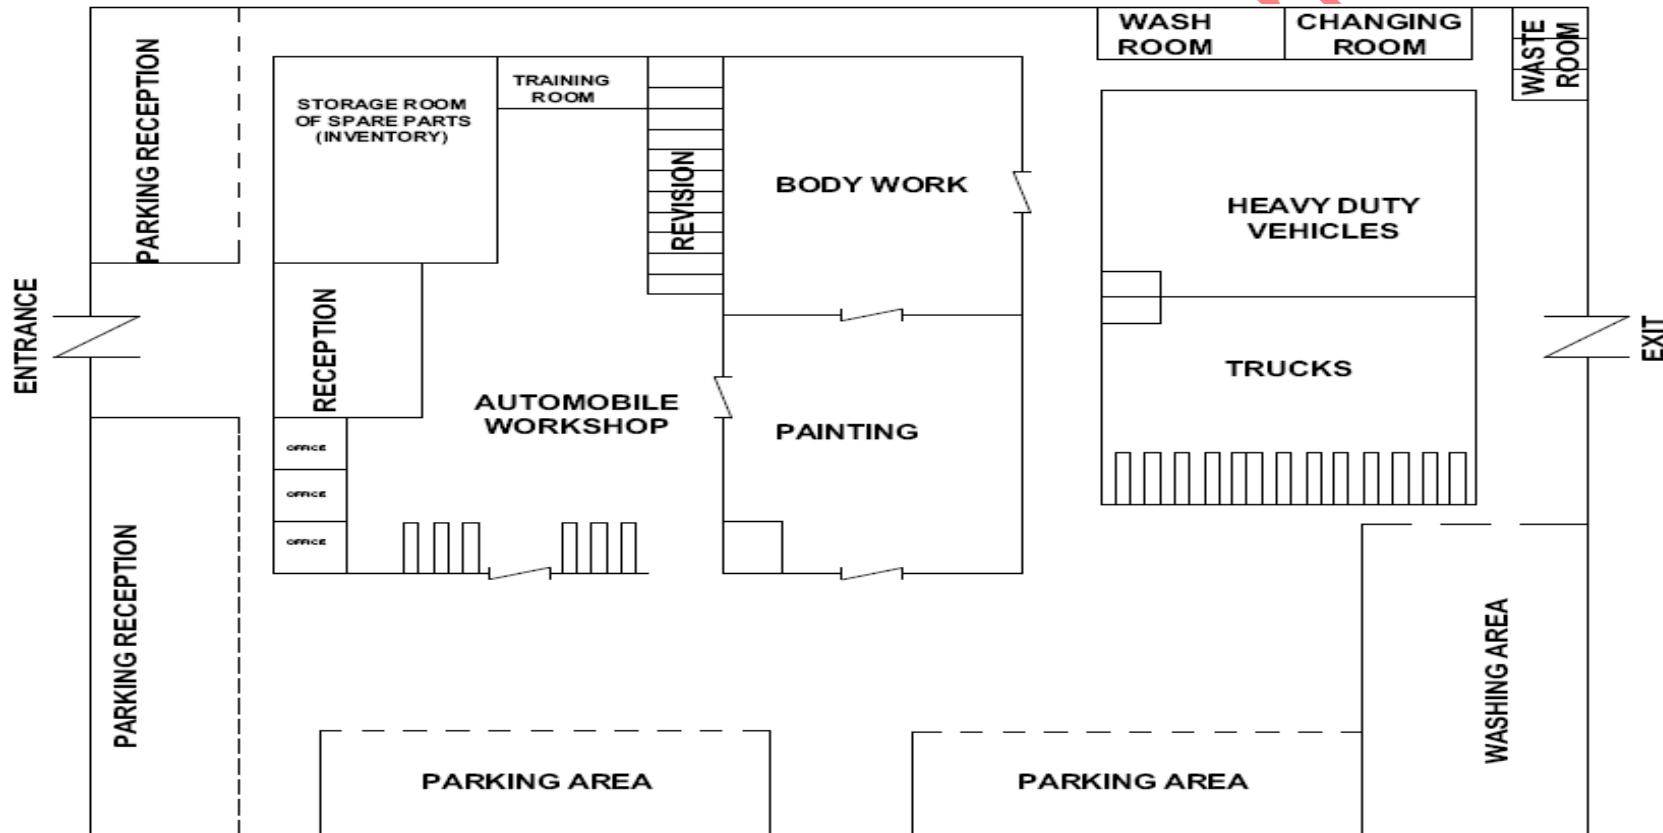 WASH
ROOM
CHANGING
ROOM
WASTE
ROOM
PARKING RECEPTION
STORAGE ROOM
OF SPARE PARTS
(INVENTORY)
TRAINING
ROOM
REVISION
BODY WORK
HEAVY DUTY
VEHICLES
ENTRANCE
RECEPTION
EXIT
TRUCKS
AUTOMOBILE
WORKSHOP
PAINTING
OFFICE
OFFICE
OFFICE
PARKING RECEPTION
WASHING AREA
PARKING AREA
PARKING AREA